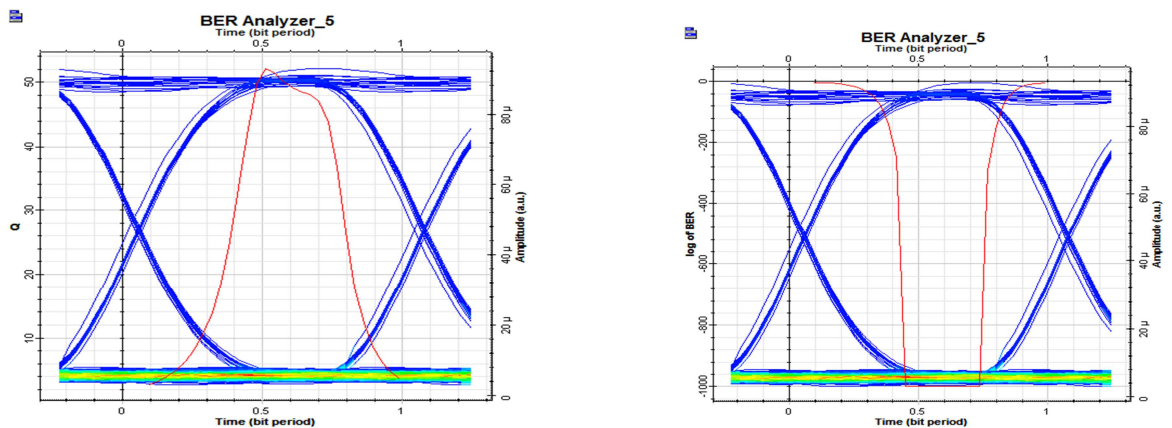 BER Analyzer_5
Time (bit period)
0 0.5 1
50
40
30
20
10
Q
80 µ
60 µ
40 µ
20 µ
0
Amplitude (a.u.)
0 0.5 1
Time (bit period)
BER Analyzer_5
Time (bit period)
0 0.5 1
0
-200
-400
-600
-800
-1000
log of BER
80 µ
60 µ
40 µ
20 µ
0
Amplitude (a.u.)
0 0.5 1
Time (bit period)